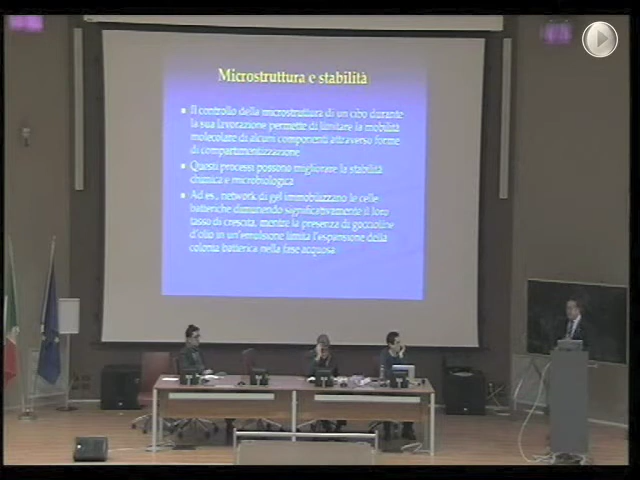 Microstruttura e stabilità
Il controllo della microstruttura di un cibo durante
la sua lavorazione permette di limitare la mobilità
molecolare di alcuni componenti attraverso forme
di compartimentizzazione
Questi processi possono migliorare la stabilità
chimica e microbiologica
Ad es., network di gel immobilizzano le celle
batteriche diminuendo significativamente il loro
tasso di crescita, mentre la presenza di goccioline
d'olio in un'emulsione limita l'espansione della
colonia batterica nella fase acquosa